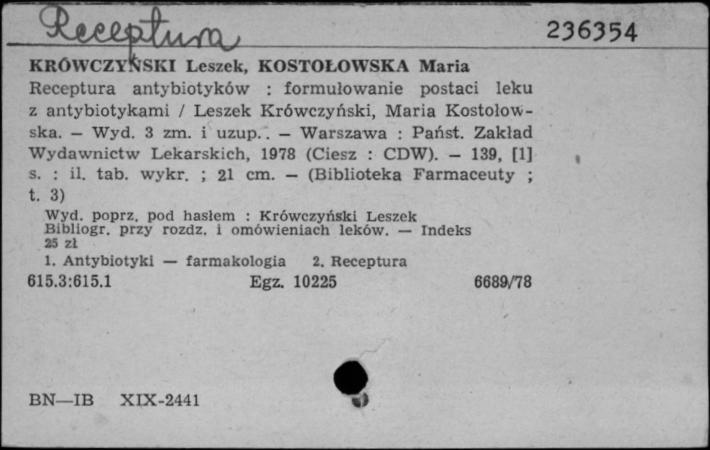 Receptura
236354
KRÓWCZYŃSKI Leszek, KOSTOŁOWSKA Maria
Receptura antybiotyków : formułowanie postaci leku
z antybiotykami / Leszek Krówczyński, Maria Kostołow-
ska. — Wyd. 3 zm. i uzup.. — Warszawa : Państ. Zakład
Wydawnictw Lekarskich, 1978 (Ciesz : CDW). — 139, [1]
s. : il. tab. wykr. ; 21 cm. — (Biblioteka Farmaceuty ;
t. 3)
Wyd. poprz. pod hasłem : Krówczyński Leszek
Bibliogr. przy rozdz. i omówieniach leków. — Indeks
25 zł
1. Antybiotyki — farmakologia 2. Receptura
615.3:615.1 Egz. 10225 6689/78
BN—IB XIX-2441